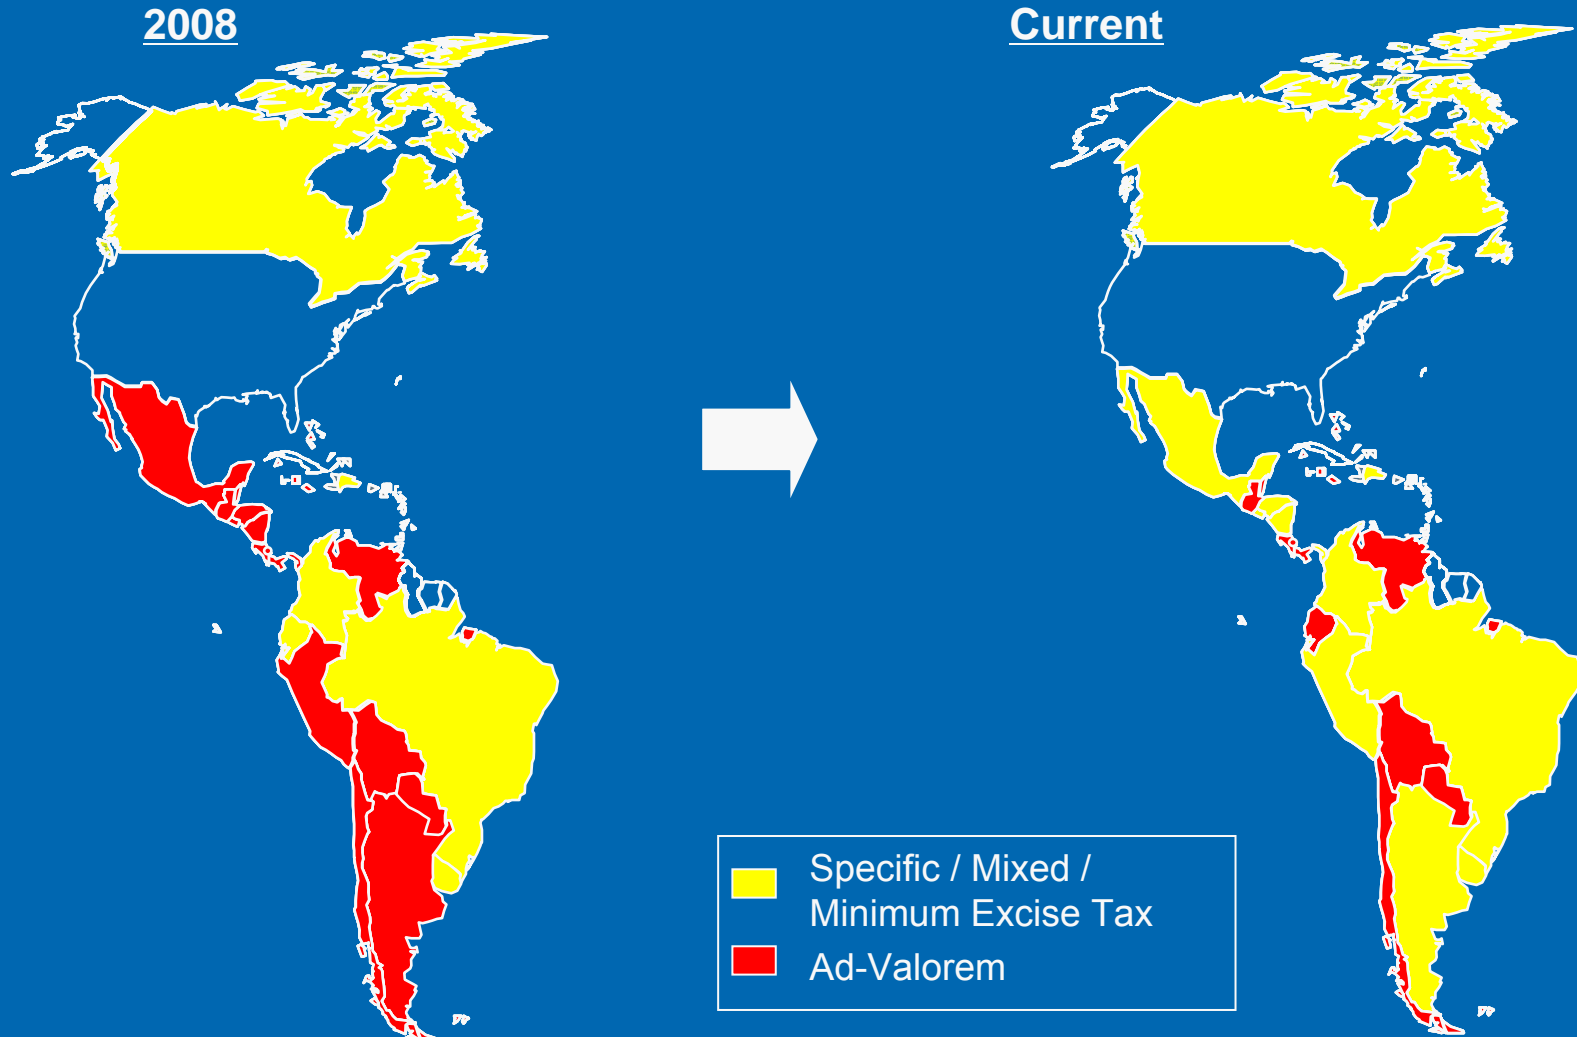 2008
Current
Specific / Mixed /
Minimum Excise Tax
Ad-Valorem